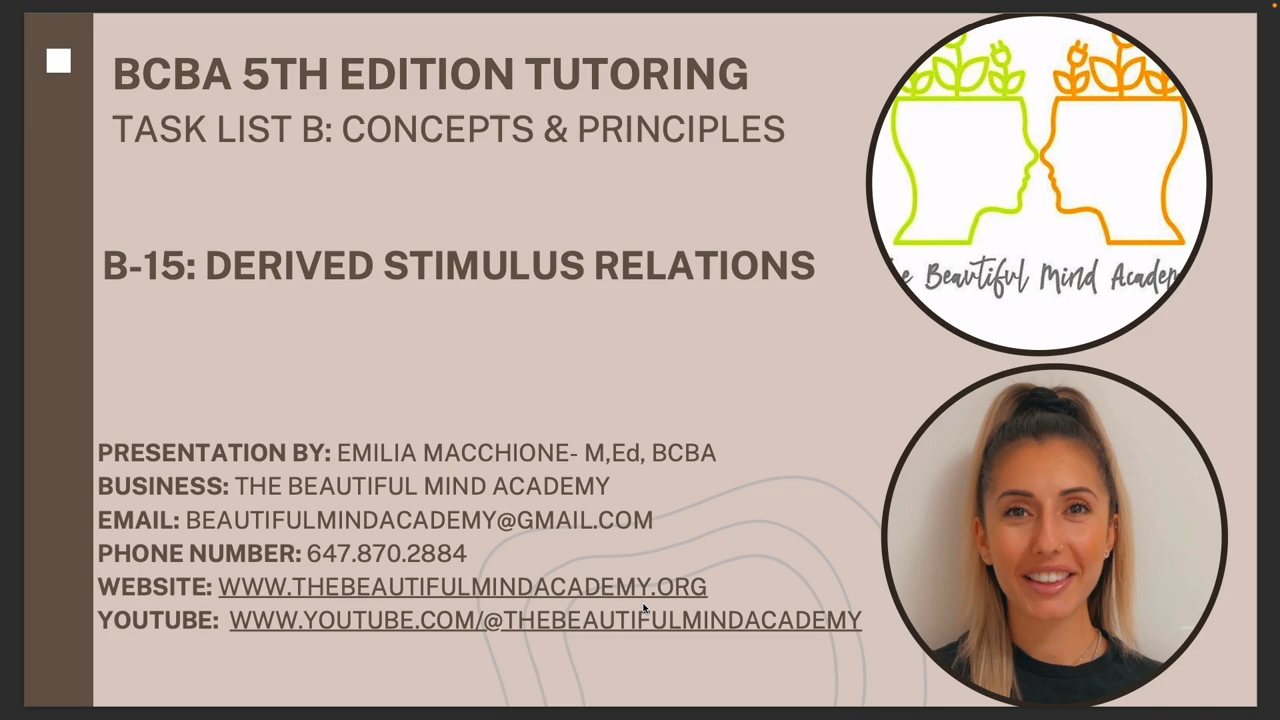 BCBA 5TH EDITION TUTORING
TASK LIST B: CONCEPTS & PRINCIPLES
B-15: DERIVED STIMULUS RELATIONS
PRESENTATION BY: EMILIA MACCHIONE- M,Ed, BCBA
BUSINESS: THE BEAUTIFUL MIND ACADEMY
EMAIL: BEAUTIFULMINDACADEMY@GMAIL.COM
PHONE NUMBER: 647.870.2884
WEBSITE: WWW.THEBEAUTIFULMINDACADEMY.ORG
YOUTUBE: WWW.YOUTUBE.COM/@THEBEAUTIFULMINDACADEMY
Beautiful Mind